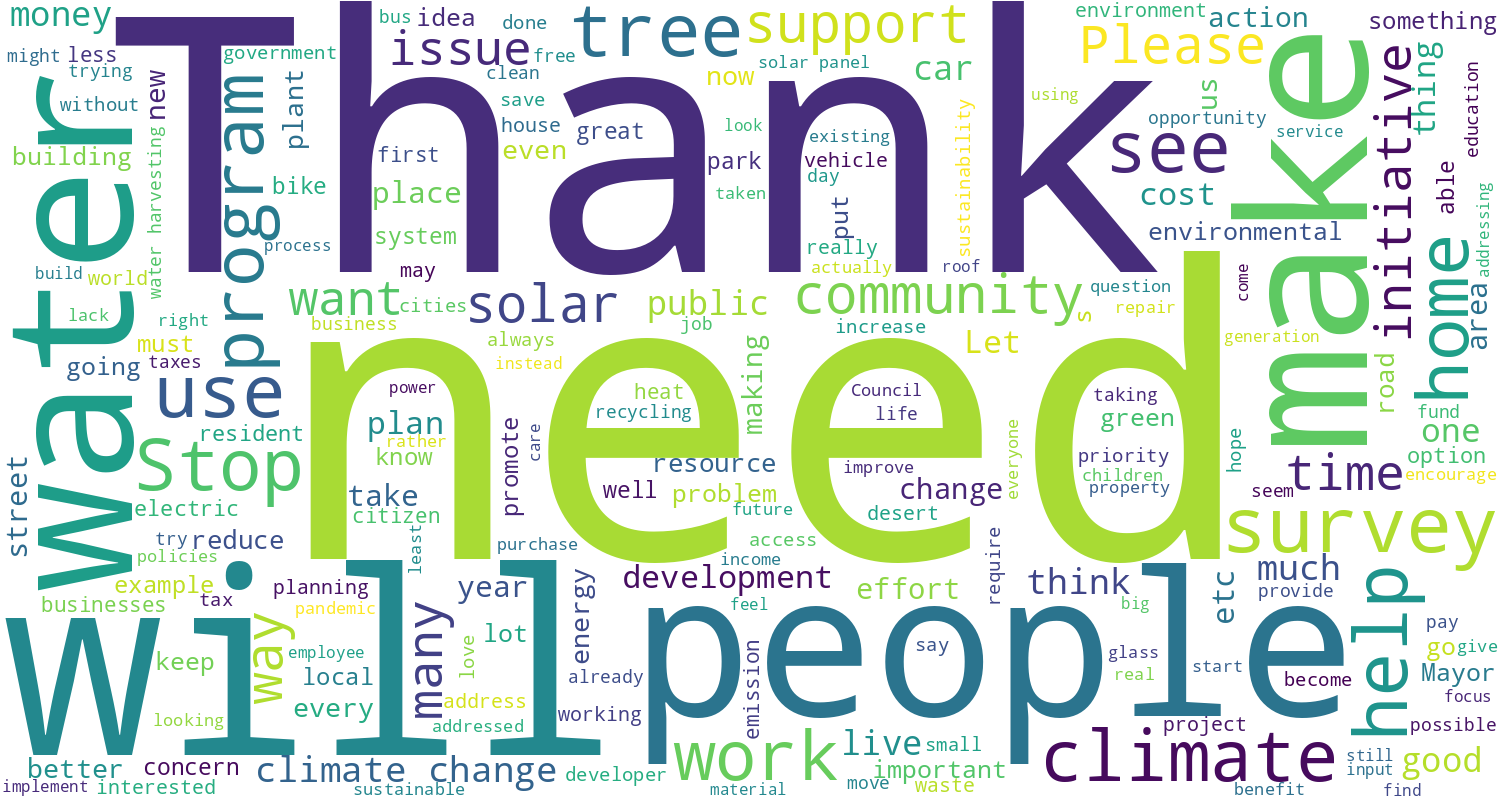 Thank
need
will
people
make
water
climate
work
tree
use
Stop
home
survey
help
see
program
community
solar
support
issue
Please
initiative
time
many
way
want
climate change
development
think
much
public
change
plan
take
one
good
live
car
cost
money
idea
bus
done
free
might
less
government
trying
without
new
plant
clean
save
house
great
now
solar panel
environment
action
something
us
thing
using
opportunity
service
education
building
water harvesting
bike
first
even
place
system
process
look
park
taken
existing
vehicle
day
put
really
actually
sustainability
roof
environmental
able
area
addressing
build
world
may
cities
business
job
increase
question
repair
s
come
generation
lack
right
must
going
taxes
always
instead
making
Let
road
power
heat
recycling
Council
life
taking
green
fund
option
encourage
resident
rather
know
care
resource
problem
improve
well
promote
priority
children
property
hope
seem
everyone
street
electric
citizen
future
desert
access
income
require
try
reduce
policies
least
purchase
example
businesses
tax
planning
pandemic
year
energy
effort
feel
etc
provide
big
keep
employee
local
love
lot
already
say
glass
real
start
become
pay
go
give
Mayor
focus
possible
looking
every
address
addressed
working
emission
project
better
concern
interested
implement
sustainable
developer
material
small
important
move
waste
still
input
benefit
find